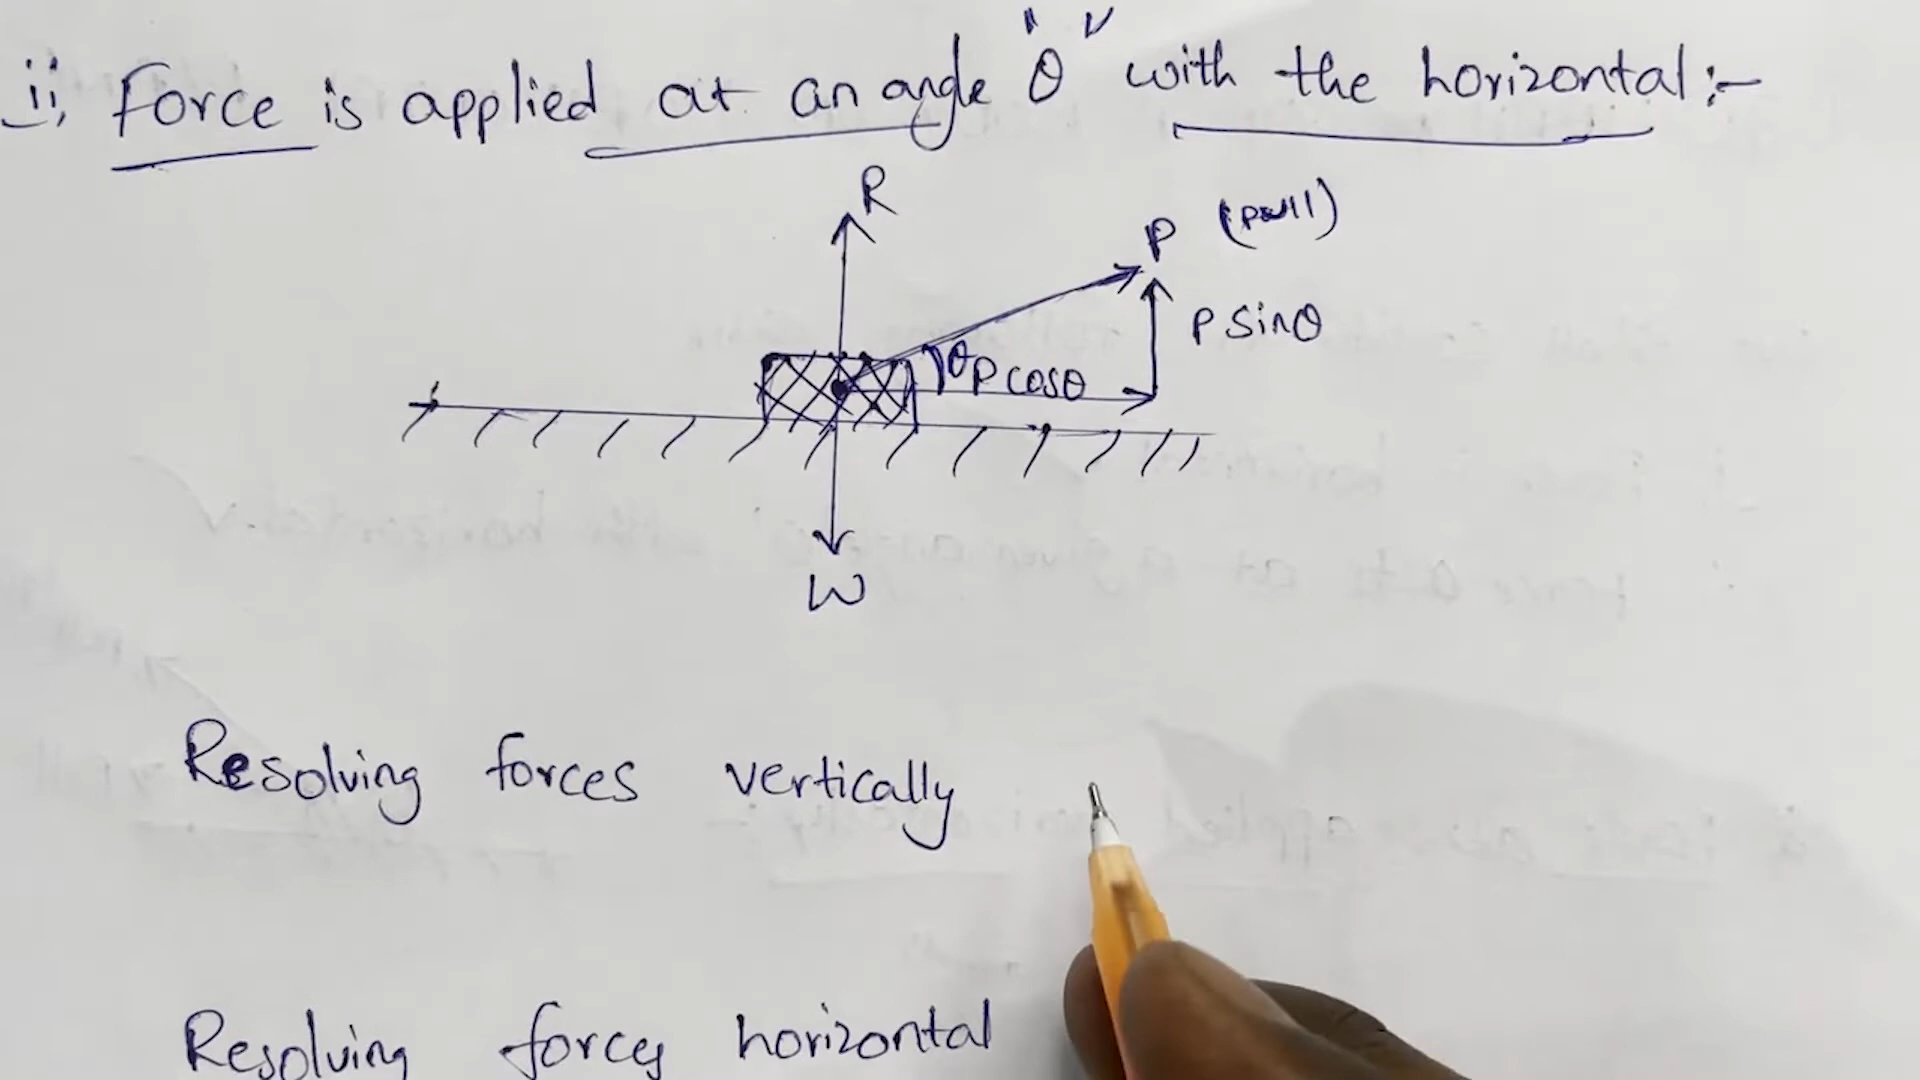 ii, Force is applied at an angle "θ" with the horizontal :-
R
P (pull)
P sinθ
θ P cosθ
W
Resolving forces vertically
Resolving forces horizontal